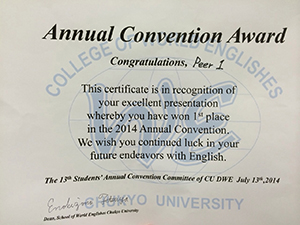 Annual Convention Award
COLLEGE OF WORLD ENGLISHES
Congratulations, Peer 1
This certificate is in recognition of
your excellent presentation
whereby you have won 1st place
in the 2014 Annual Convention.
We wish you continued luck in your
future endeavors with English.
The 13th Students' Annual Convention Committee of CU DWE July 13th, 2014
CHUKYO UNIVERSITY
Dean, School of World Englishes Chukyo University